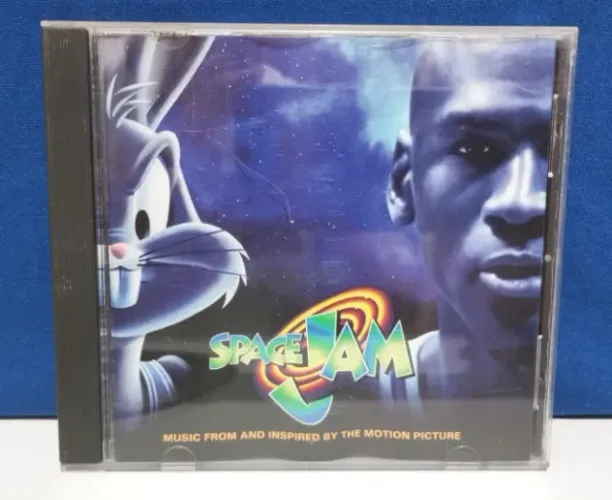 SPACE JAM
MUSIC FROM AND INSPIRED BY THE MOTION PICTURE